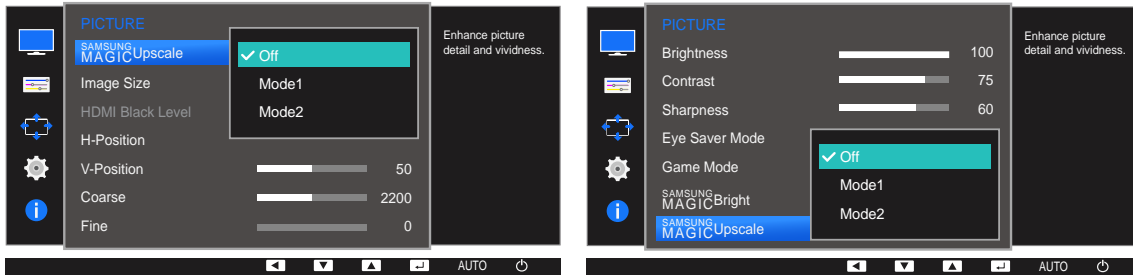 PICTURE
SAMSUNG
MAGIC Upscale
Off
Enhance picture
detail and vividness.
Image Size
Mode1
HDMI Black Level
Mode2
H-Position
V-Position 50
Coarse 2200
Fine 0
AUTO
PICTURE
Brightness 100
Enhance picture
detail and vividness.
Contrast 75
Sharpness 60
Eye Saver Mode
Off
Game Mode
Mode1
SAMSUNG
MAGIC Bright
Mode2
SAMSUNG
MAGIC Upscale
AUTO